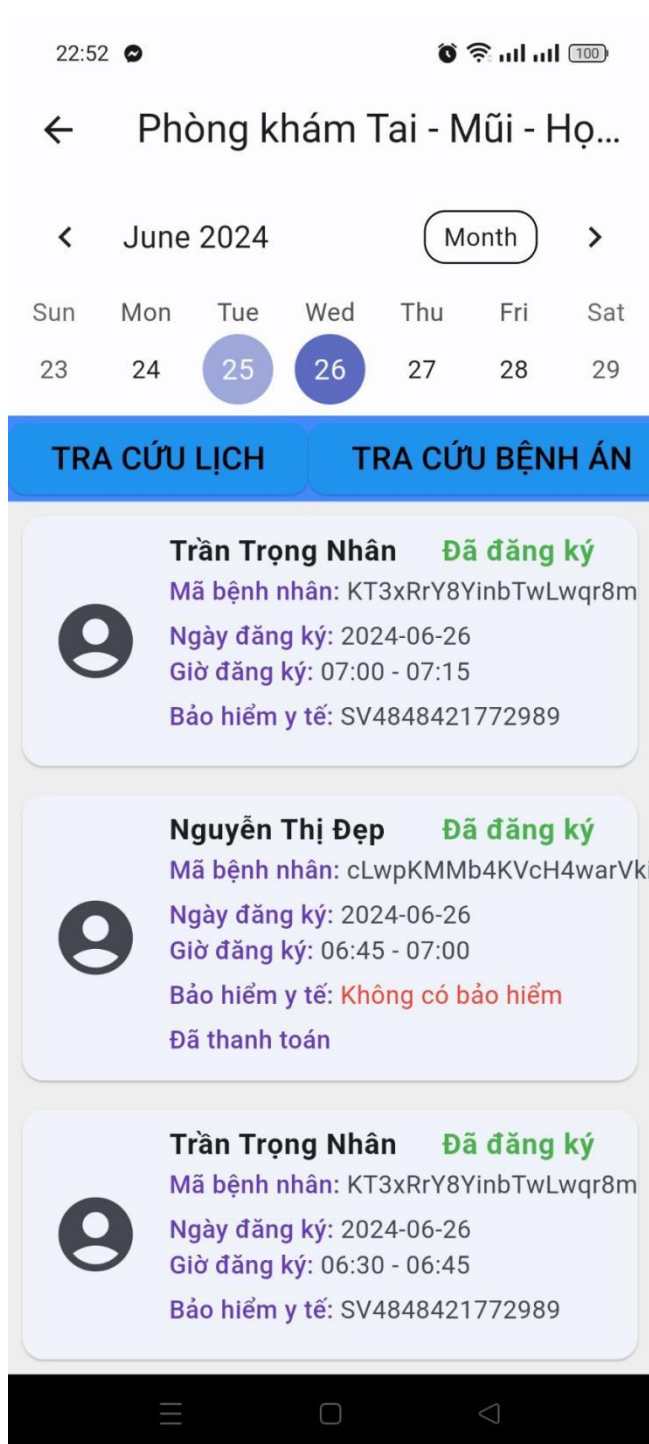 22:52 100
Phòng khám Tai - Mũi - Họ...
June 2024 Month
Sun Mon Tue Wed Thu Fri Sat
23 24 25 26 27 28 29
TRA CỨU LỊCH TRA CỨU BỆNH ÁN
Trần Trọng Nhân Đã đăng ký
Mã bệnh nhân: KT3xRrY8YinbTwLwqr8m
Ngày đăng ký: 2024-06-26
Giờ đăng ký: 07:00 - 07:15
Bảo hiểm y tế: SV4848421772989
Nguyễn Thị Đẹp Đã đăng ký
Mã bệnh nhân: cLwpKMMb4KVcH4warVki
Ngày đăng ký: 2024-06-26
Giờ đăng ký: 06:45 - 07:00
Bảo hiểm y tế: Không có bảo hiểm
Đã thanh toán
Trần Trọng Nhân Đã đăng ký
Mã bệnh nhân: KT3xRrY8YinbTwLwqr8m
Ngày đăng ký: 2024-06-26
Giờ đăng ký: 06:30 - 06:45
Bảo hiểm y tế: SV4848421772989